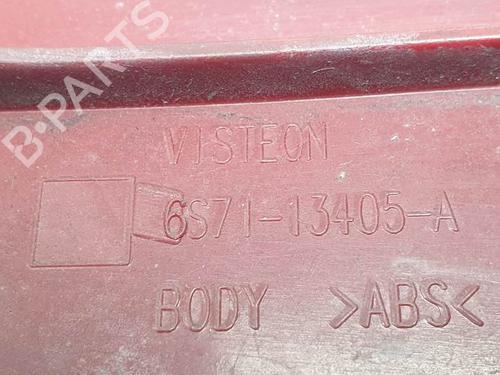 B-PARTS
VISTEON
6S71-13405-A
BODY >ABS<